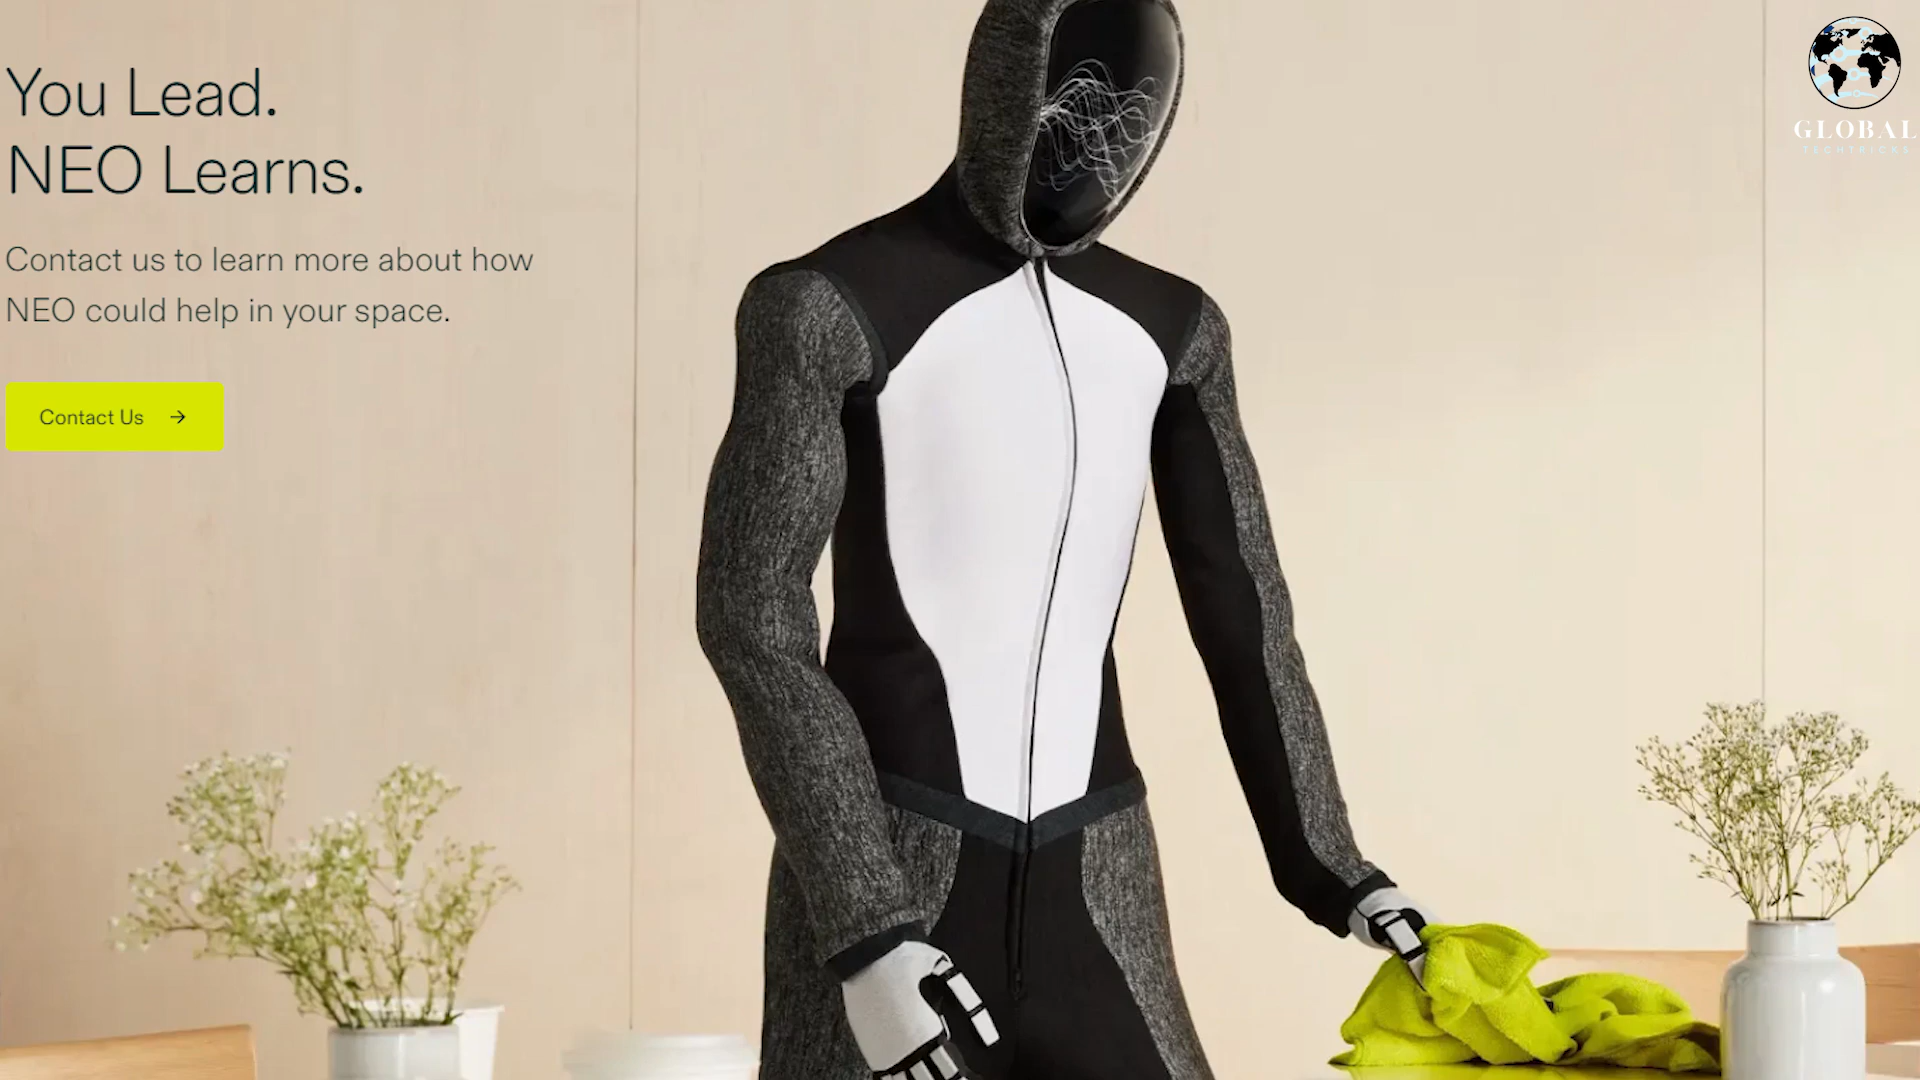 You Lead.
NEO Learns.
Contact us to learn more about how
NEO could help in your space.
Contact Us
GLOBAL
TECHTRICKS